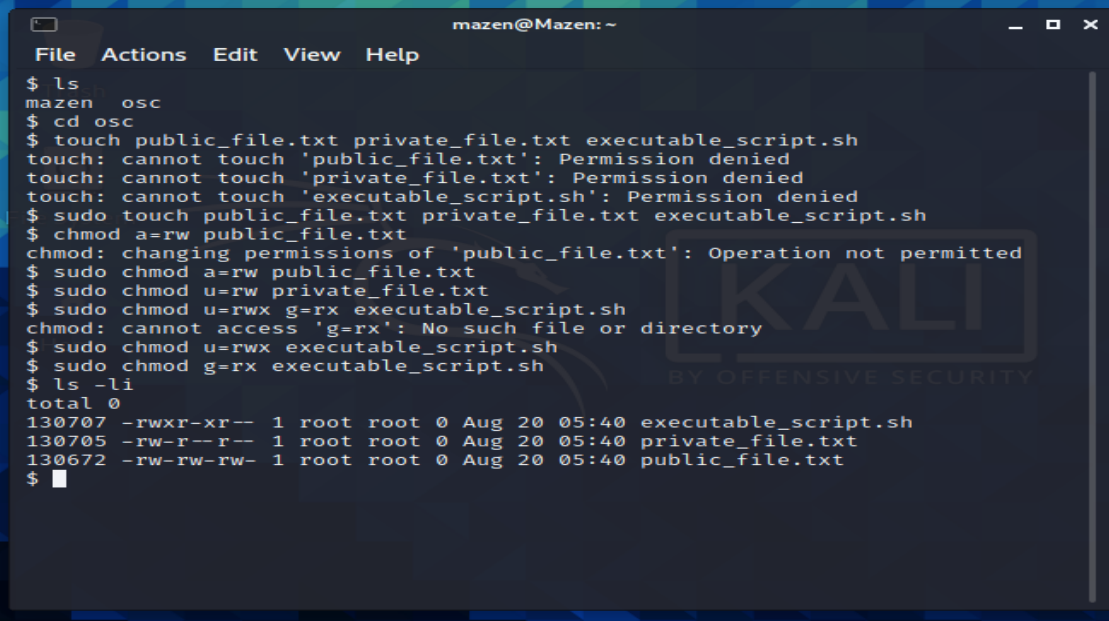 mazen@Mazen: ~
File Actions Edit View Help
$ ls
mazen osc
$ cd osc
$ touch public_file.txt private_file.txt executable_script.sh
touch: cannot touch 'public_file.txt': Permission denied
touch: cannot touch 'private_file.txt': Permission denied
touch: cannot touch 'executable_script.sh': Permission denied
$ sudo touch public_file.txt private_file.txt executable_script.sh
$ chmod a=rw public_file.txt
chmod: changing permissions of 'public_file.txt': Operation not permitted
$ sudo chmod a=rw public_file.txt
$ sudo chmod u=rw private_file.txt
$ sudo chmod u=rwx g=rx executable_script.sh
chmod: cannot access 'g=rx': No such file or directory
$ sudo chmod u=rwx executable_script.sh
$ sudo chmod g=rx executable_script.sh
$ ls -li
total 0
130707 -rwxr-xr-- 1 root root 0 Aug 20 05:40 executable_script.sh
130705 -rw-r--r-- 1 root root 0 Aug 20 05:40 private_file.txt
130672 -rw-rw-rw- 1 root root 0 Aug 20 05:40 public_file.txt
$
KALI
BY OFFENSIVE SECURITY